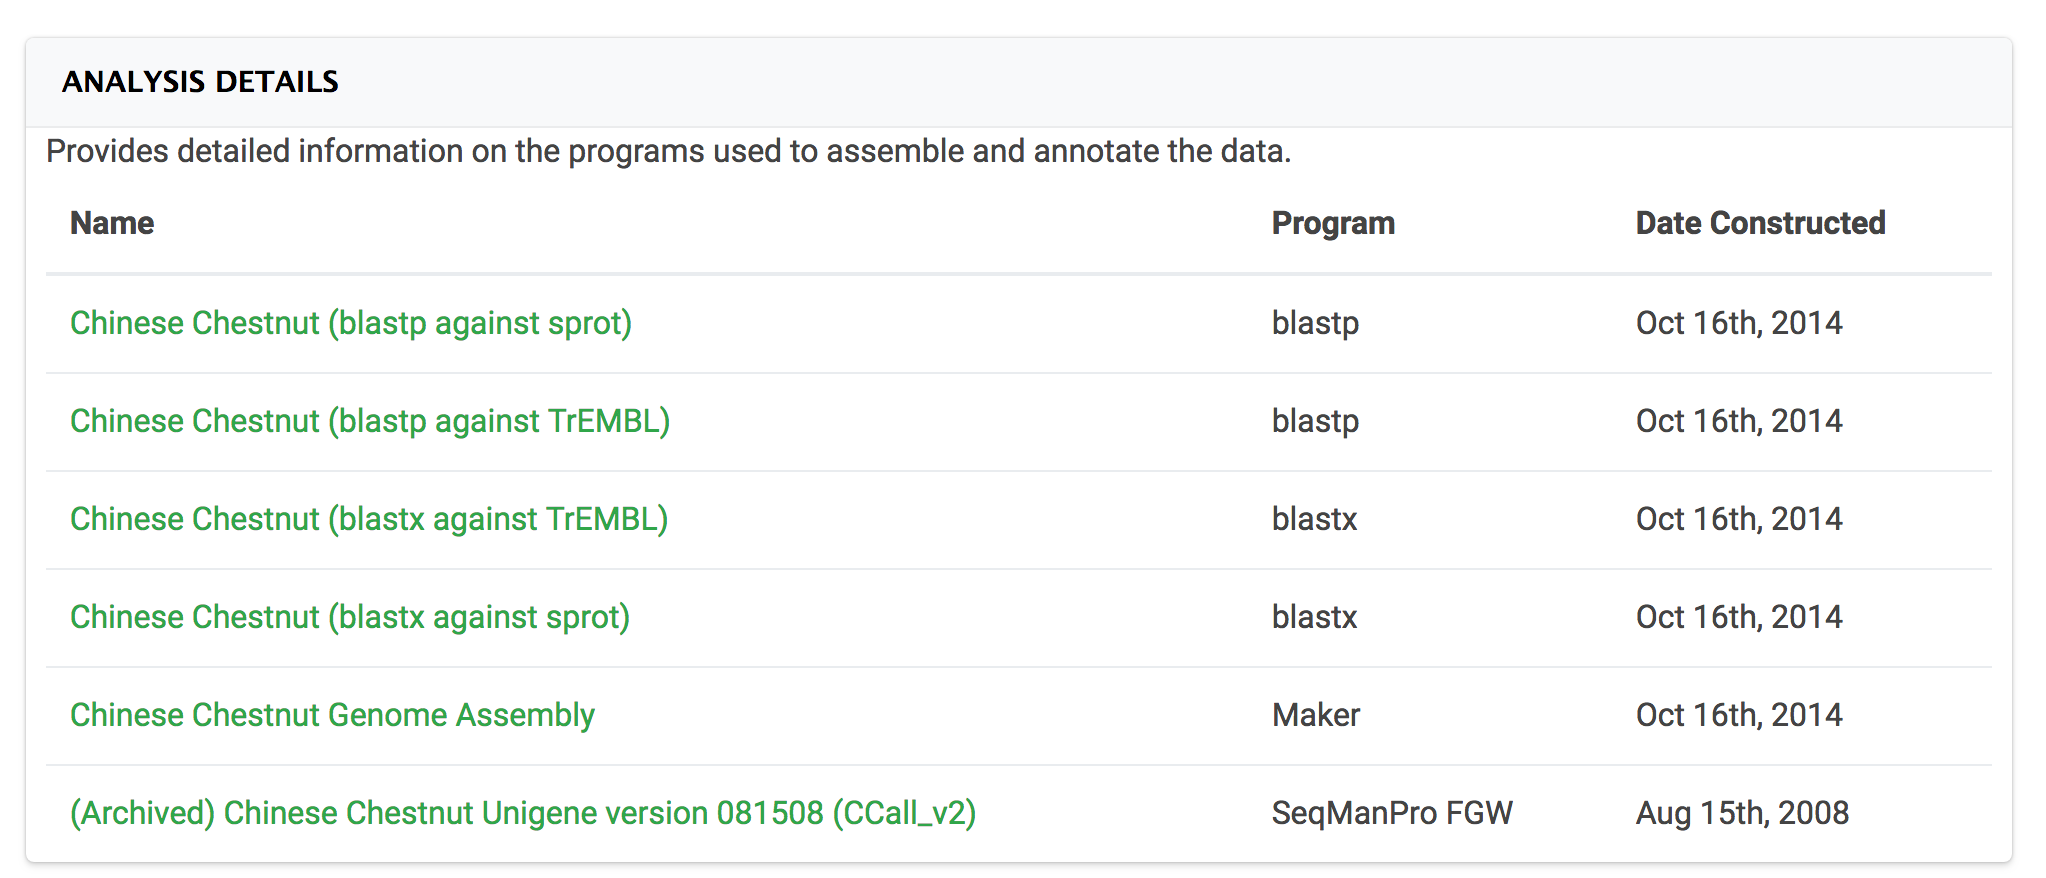 ANALYSIS DETAILS
Provides detailed information on the programs used to assemble and annotate the data.
Name Program Date Constructed
Chinese Chestnut (blastp against sprot) blastp Oct 16th, 2014
Chinese Chestnut (blastp against TrEMBL) blastp Oct 16th, 2014
Chinese Chestnut (blastx against TrEMBL) blastx Oct 16th, 2014
Chinese Chestnut (blastx against sprot) blastx Oct 16th, 2014
Chinese Chestnut Genome Assembly Maker Oct 16th, 2014
(Archived) Chinese Chestnut Unigene version 081508 (CCall_v2) SeqManPro FGW Aug 15th, 2008